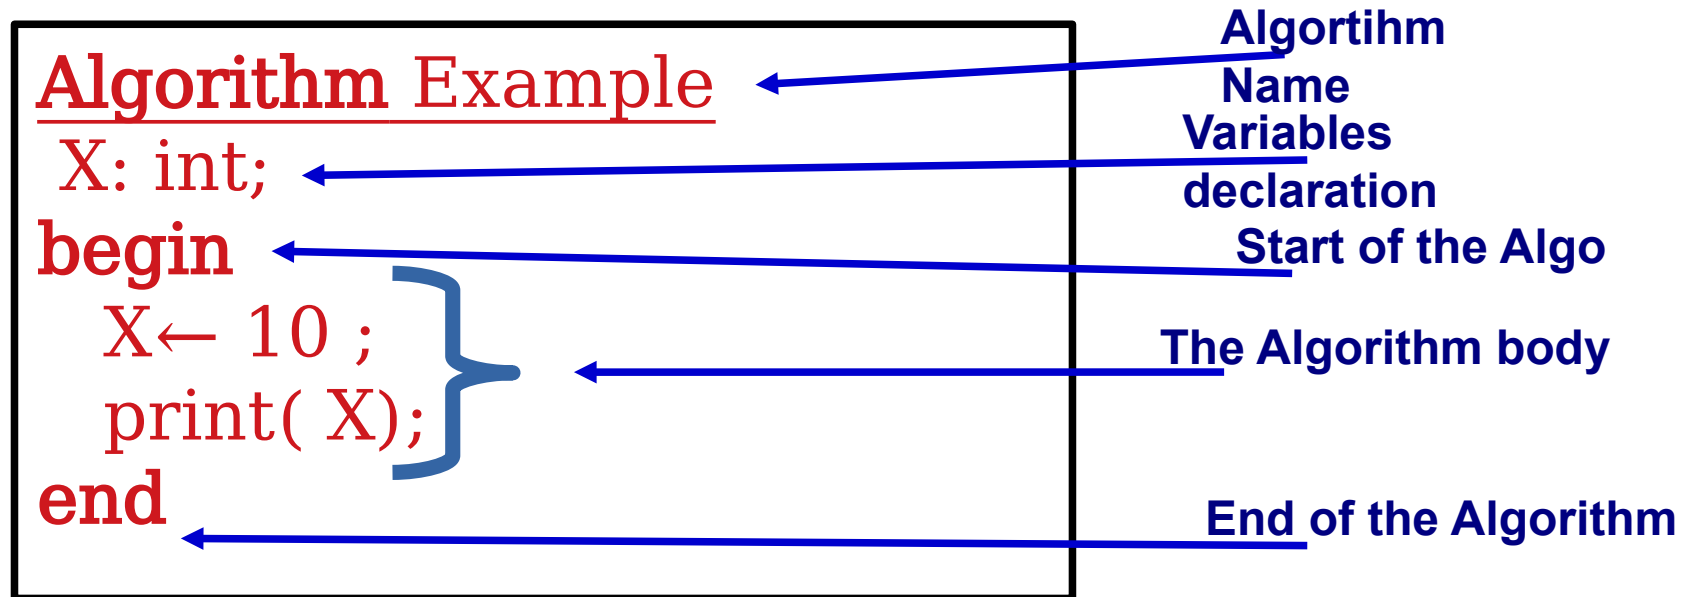 Algorithm Example
X: int;
begin
X← 10 ;
print( X);
end
Algortihm
Name
Variables
declaration
Start of the Algo
The Algorithm body
End of the Algorithm